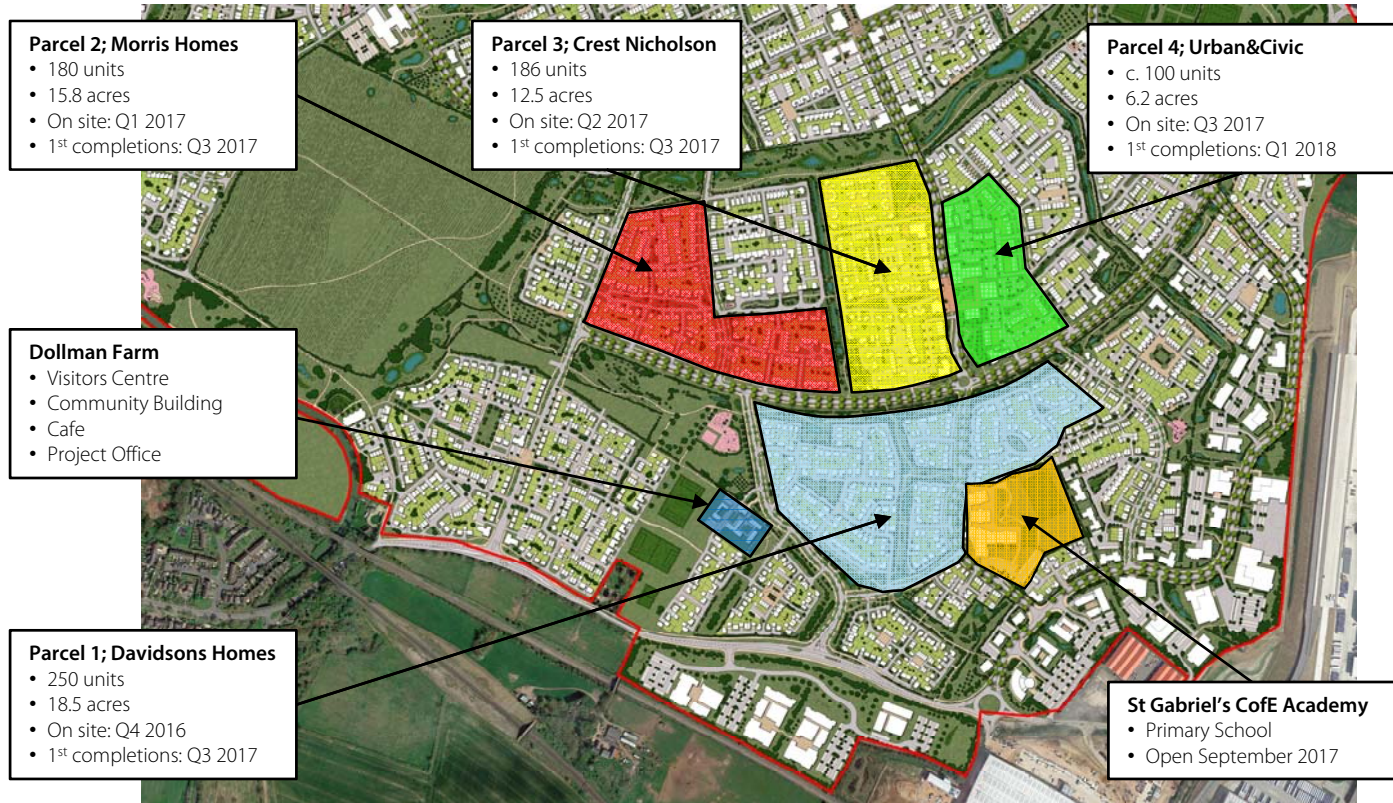 Parcel 2; Morris Homes
• 180 units
• 15.8 acres
• On site: Q1 2017
• 1st completions: Q3 2017
Parcel 3; Crest Nicholson
• 186 units
• 12.5 acres
• On site: Q2 2017
• 1st completions: Q3 2017
Parcel 4; Urban&Civic
• c. 100 units
• 6.2 acres
• On site: Q3 2017
• 1st completions: Q1 2018
Dollman Farm
• Visitors Centre
• Community Building
• Cafe
• Project Office
Parcel 1; Davidsons Homes
• 250 units
• 18.5 acres
• On site: Q4 2016
• 1st completions: Q3 2017
St Gabriel's CofE Academy
• Primary School
• Open September 2017